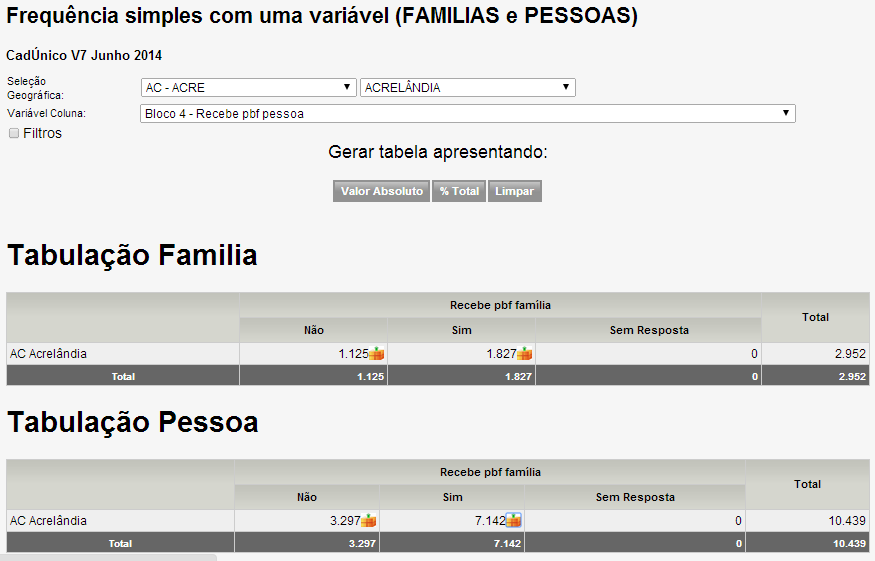 Frequência simples com uma variável (FAMILIAS e PESSOAS)
CadÚnico V7 Junho 2014
Seleção
Geográfica:
AC - ACRE ACRELÂNDIA
Variável Coluna: Bloco 4 - Recebe pbf pessoa
Filtros
Gerar tabela apresentando:
Valor Absoluto % Total Limpar
Tabulação Familia
Recebe pbf família Total
Não Sim Sem Resposta
AC Acrelândia 1.125 1.827 0 2.952
Total 1.125 1.827 0 2.952
Tabulação Pessoa
Recebe pbf família Total
Não Sim Sem Resposta
AC Acrelândia 3.297 7.142 0 10.439
Total 3.297 7.142 0 10.439